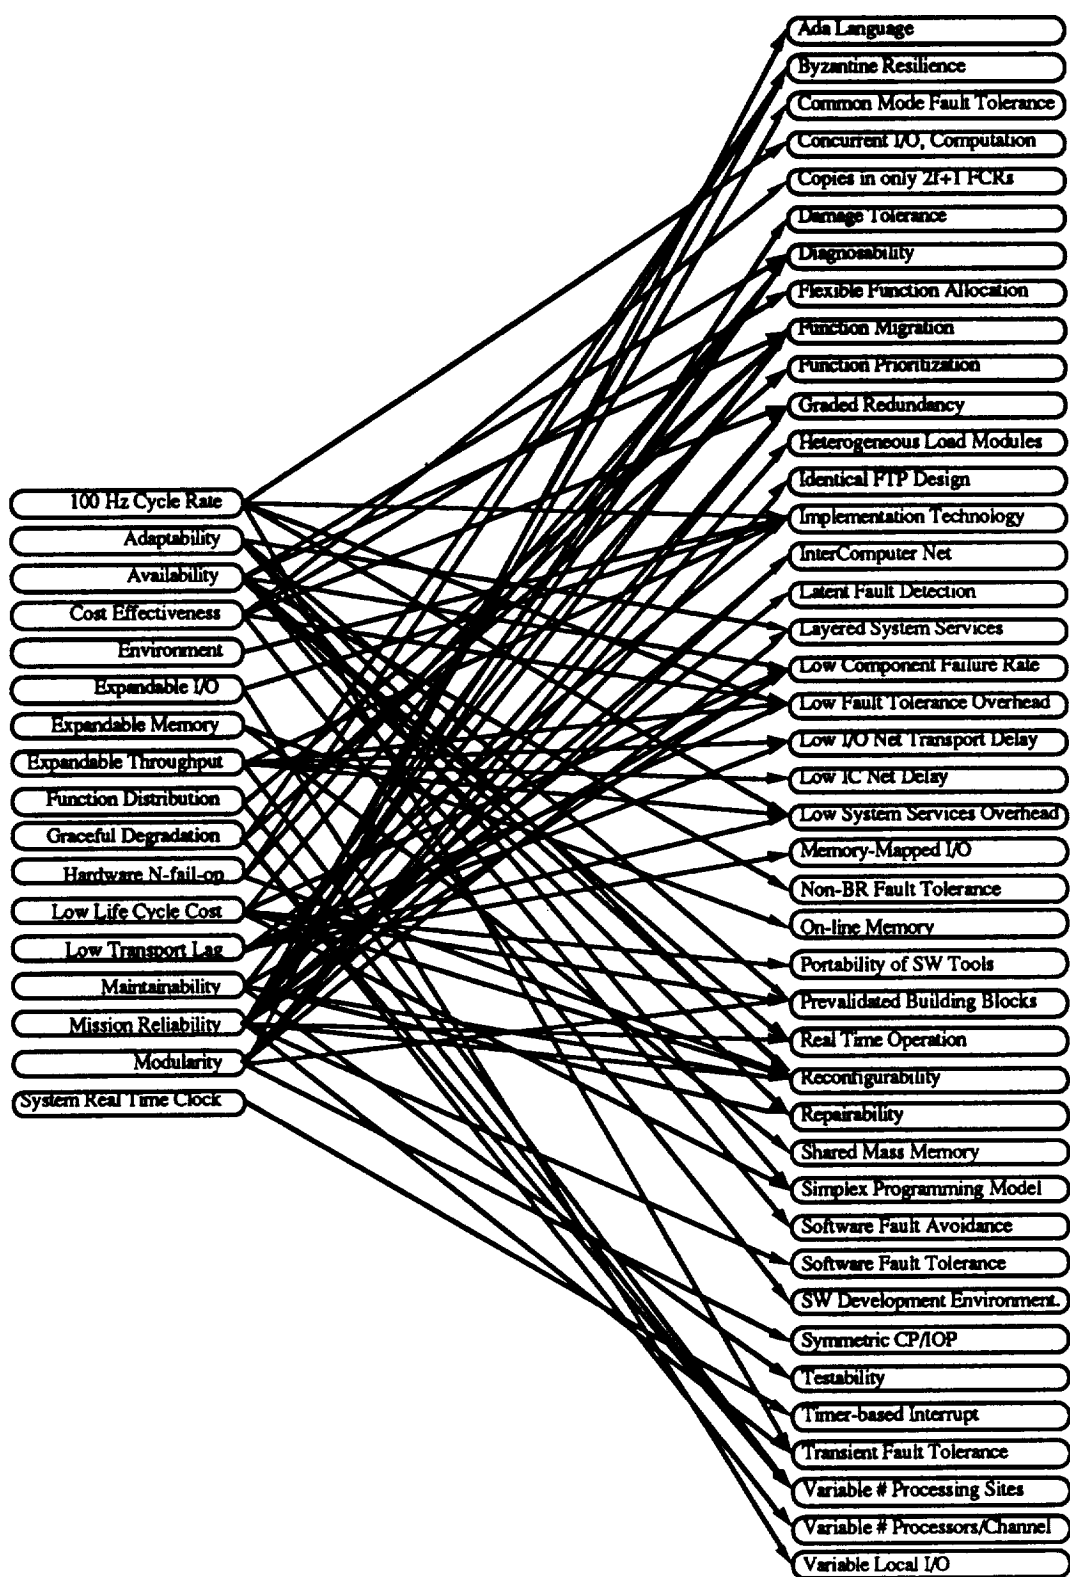 Ada Language
Byzantine Resilience
Common Mode Fault Tolerance
Concurrent I/O, Computation
Copies in only 2f+1 FCRs
Damage Tolerance
Diagnosability
Flexible Function Allocation
Function Migration
Function Prioritization
Graded Redundancy
Heterogeneous Load Modules
Identical FTP Design
Implementation Technology
InterComputer Net
Latent Fault Detection
Layered System Services
Low Component Failure Rate
Low Fault Tolerance Overhead
Low I/O Net Transport Delay
Low IC Net Delay
Low System Services Overhead
Memory-Mapped I/O
Non-BR Fault Tolerance
On-line Memory
Portability of SW Tools
Prevalidated Building Blocks
Real Time Operation
Reconfigurability
Repairability
Shared Mass Memory
Simplex Programming Model
Software Fault Avoidance
Software Fault Tolerance
SW Development Environment.
Symmetric CP/IOP
Testability
Timer-based Interrupt
Transient Fault Tolerance
Variable # Processing Sites
Variable # Processors/Channel
Variable Local I/O
100 Hz Cycle Rate
Adaptability
Availability
Cost Effectiveness
Environment
Expandable I/O
Expandable Memory
Expandable Throughput
Function Distribution
Graceful Degradation
Hardware N-fail-op
Low Life Cycle Cost
Low Transport Lag
Maintainability
Mission Reliability
Modularity
System Real Time Clock